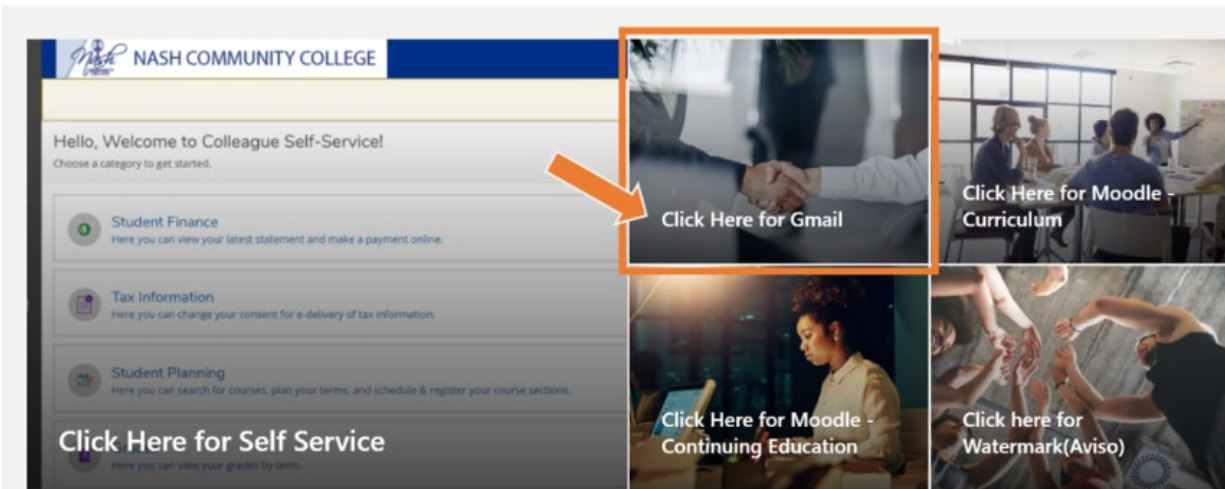 Nash
NASH COMMUNITY COLLEGE
Hello, Welcome to Colleague Self-Service!
Choose a category to get started.
Student Finance
Here you can view your latest statement and make a payment online.
Tax Information
Here you can change your consent for e-delivery of tax information.
Student Planning
Here you can search for courses, plan your terms, and schedule & register your course sections.
Click Here for Self Service
Here you can view your grades by term.
Click Here for Gmail
Click Here for Moodle -
Curriculum
Click Here for Moodle -
Continuing Education
Click here for
Watermark(Aviso)